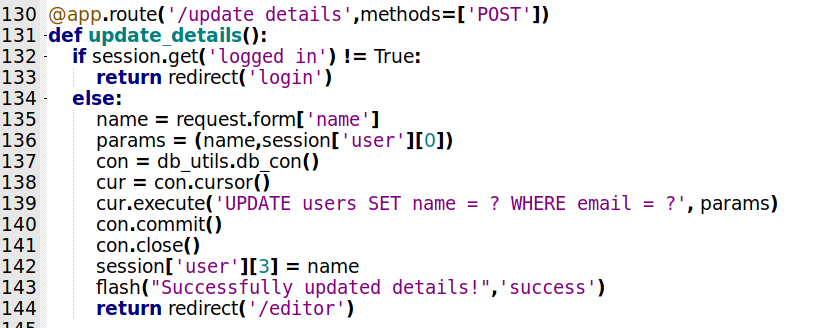 130 @app.route('/update details',methods=['POST'])
131 def update_details():
132 if session.get('logged in') != True:
133 return redirect('login')
134 else:
135 name = request.form['name']
136 params = (name,session['user'][0])
137 con = db_utils.db_con()
138 cur = con.cursor()
139 cur.execute('UPDATE users SET name = ? WHERE email = ?', params)
140 con.commit()
141 con.close()
142 session['user'][3] = name
143 flash("Successfully updated details!",'success')
144 return redirect('/editor')